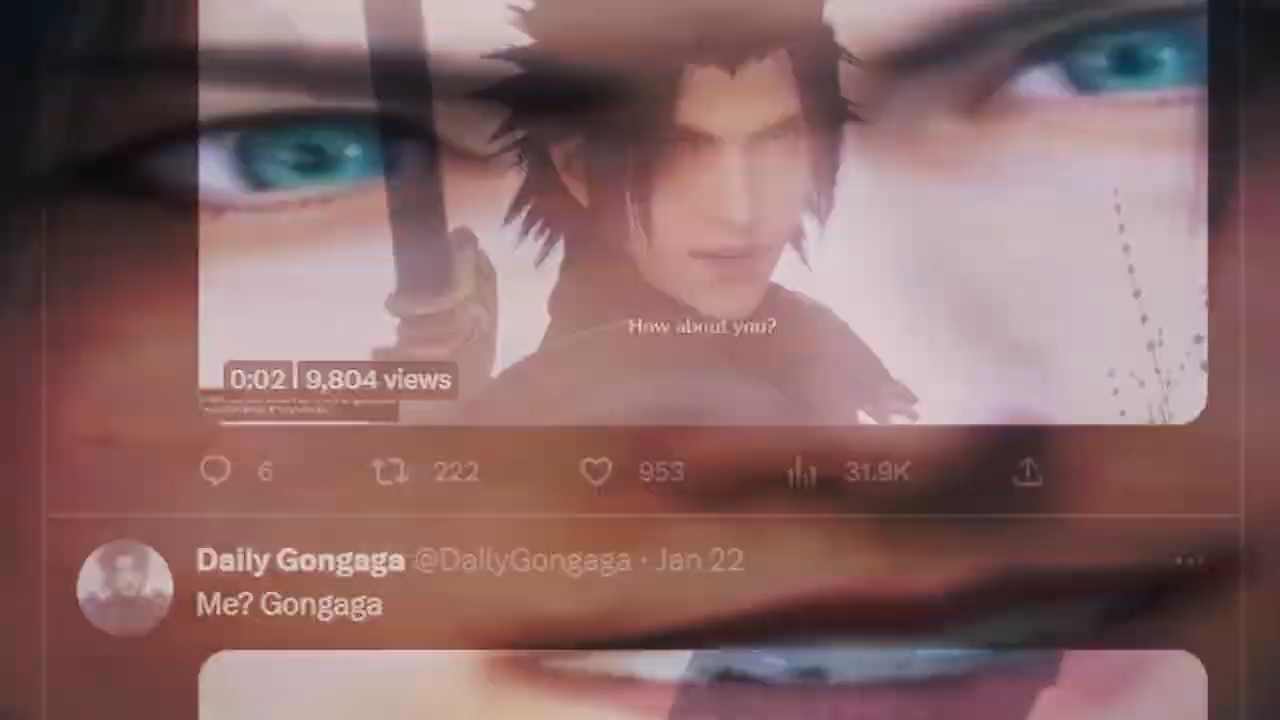 How about you?
0:02 9,804 views
6 222 953 31.9K
Daily Gongaga @DailyGongaga · Jan 22
Me? Gongaga